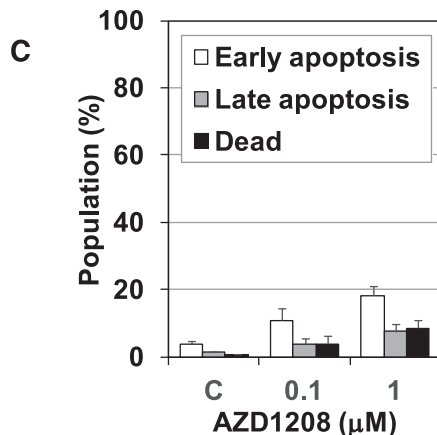 C
Population (%)
100
80
60
40
20
0
Early apoptosis
Late apoptosis
Dead
C 0.1 1
AZD1208 (μM)